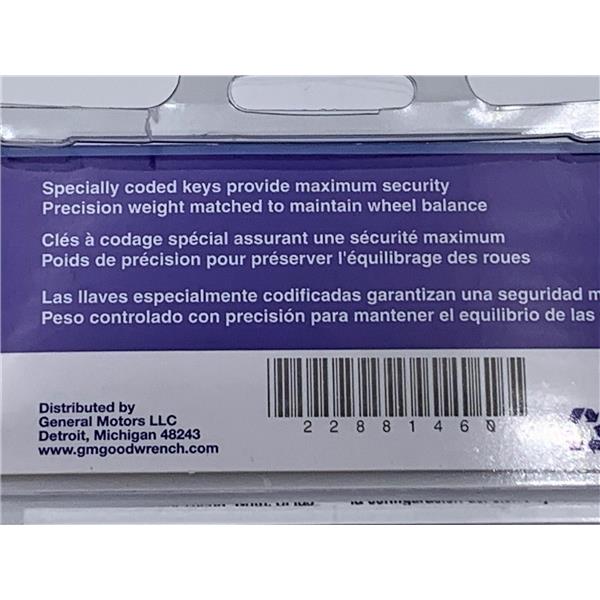 Specially coded keys provide maximum security
Precision weight matched to maintain wheel balance
Clés à codage spécial assurant une sécurité maximum
Poids de précision pour préserver l'équilibrage des roues
Las llaves especialmente codificadas garantizan una seguridad m
Peso controlado con precisión para mantener el equilibrio de las
22881460
Distributed by
General Motors LLC
Detroit, Michigan 48243
www.gmgoodwrench.com